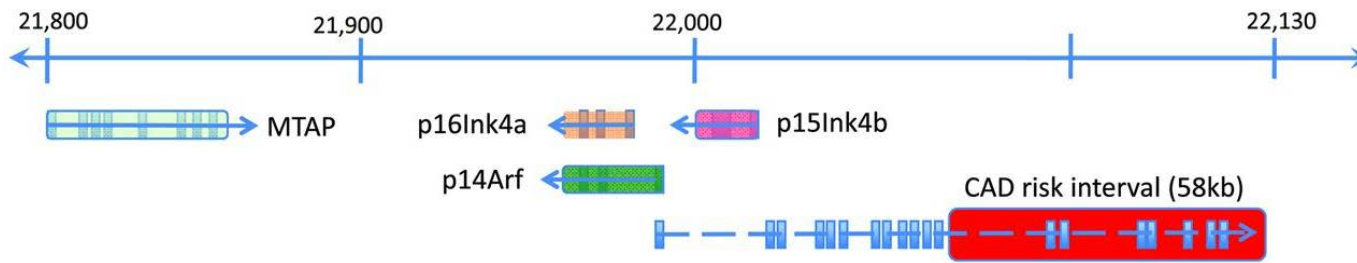 21,800
21,900
22,000
22,130
MTAP
p16Ink4a
p15Ink4b
p14Arf
CAD risk interval (58kb)